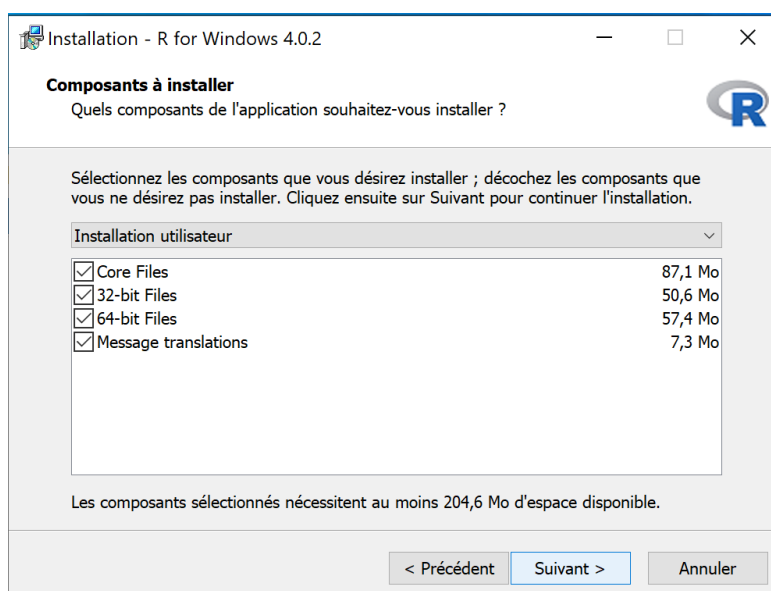 Installation - R for Windows 4.0.2
Composants à installer
Quels composants de l'application souhaitez-vous installer ?
R
Sélectionnez les composants que vous désirez installer ; décochez les composants que
vous ne désirez pas installer. Cliquez ensuite sur Suivant pour continuer l'installation.
Installation utilisateur
Core Files 87,1 Mo
32-bit Files 50,6 Mo
64-bit Files 57,4 Mo
Message translations 7,3 Mo
Les composants sélectionnés nécessitent au moins 204,6 Mo d'espace disponible.
< Précédent Suivant > Annuler